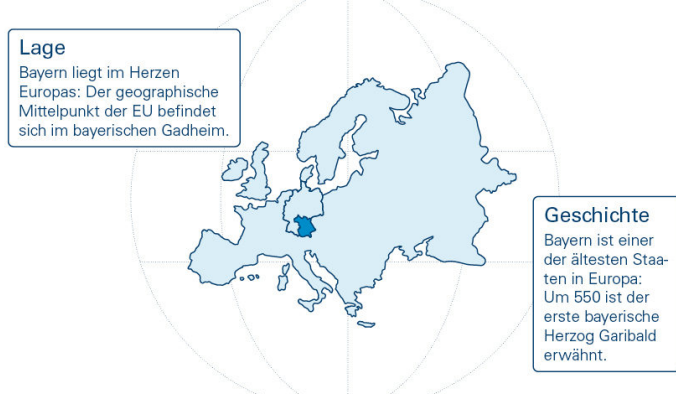 Lage
Bayern liegt im Herzen
Europas: Der geographische
Mittelpunkt der EU befindet
sich im bayerischen Gadheim.
Geschichte
Bayern ist einer
der ältesten Staa-
ten in Europa:
Um 550 ist der
erste bayerische
Herzog Garibald
erwähnt.